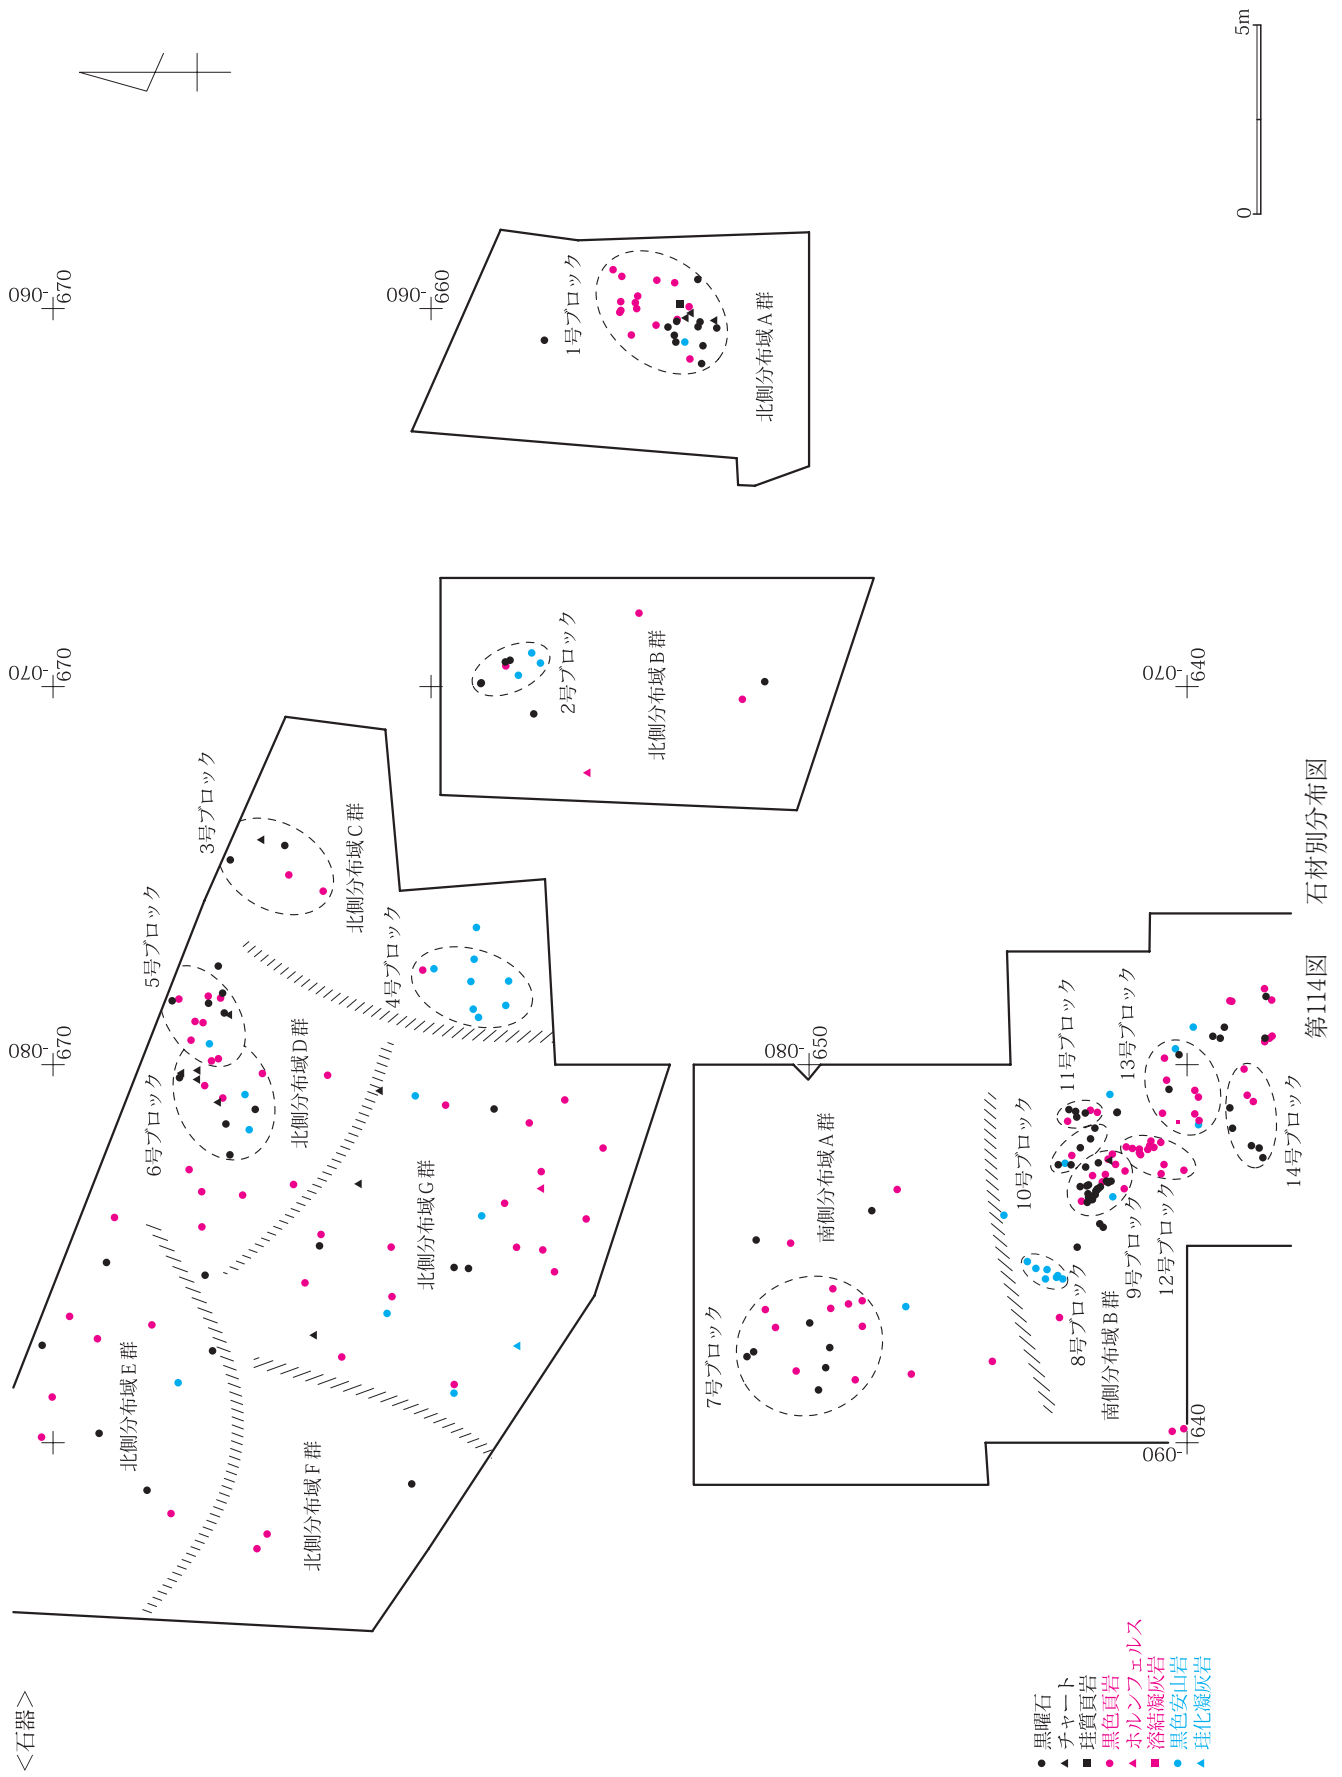 ＜石器＞
090-
670
090-
660
070-
670
070-
640
080-
670
080-
650
090-
640
1号ブロック
北側分布域A群
2号ブロック
北側分布域B群
3号ブロック
北側分布域C群
4号ブロック
5号ブロック
6号ブロック
北側分布域D群
北側分布域E群
北側分布域F群
北側分布域G群
7号ブロック
南側分布域A群
8号ブロック
南側分布域B群
9号ブロック
10号ブロック
11号ブロック
12号ブロック
13号ブロック
14号ブロック
黒曜石
チャート
珪質頁岩
黒色頁岩
ホルンフェルス
溶結凝灰岩
黒色安山岩
珪化凝灰岩
0
5m
第114図 石材別分布図